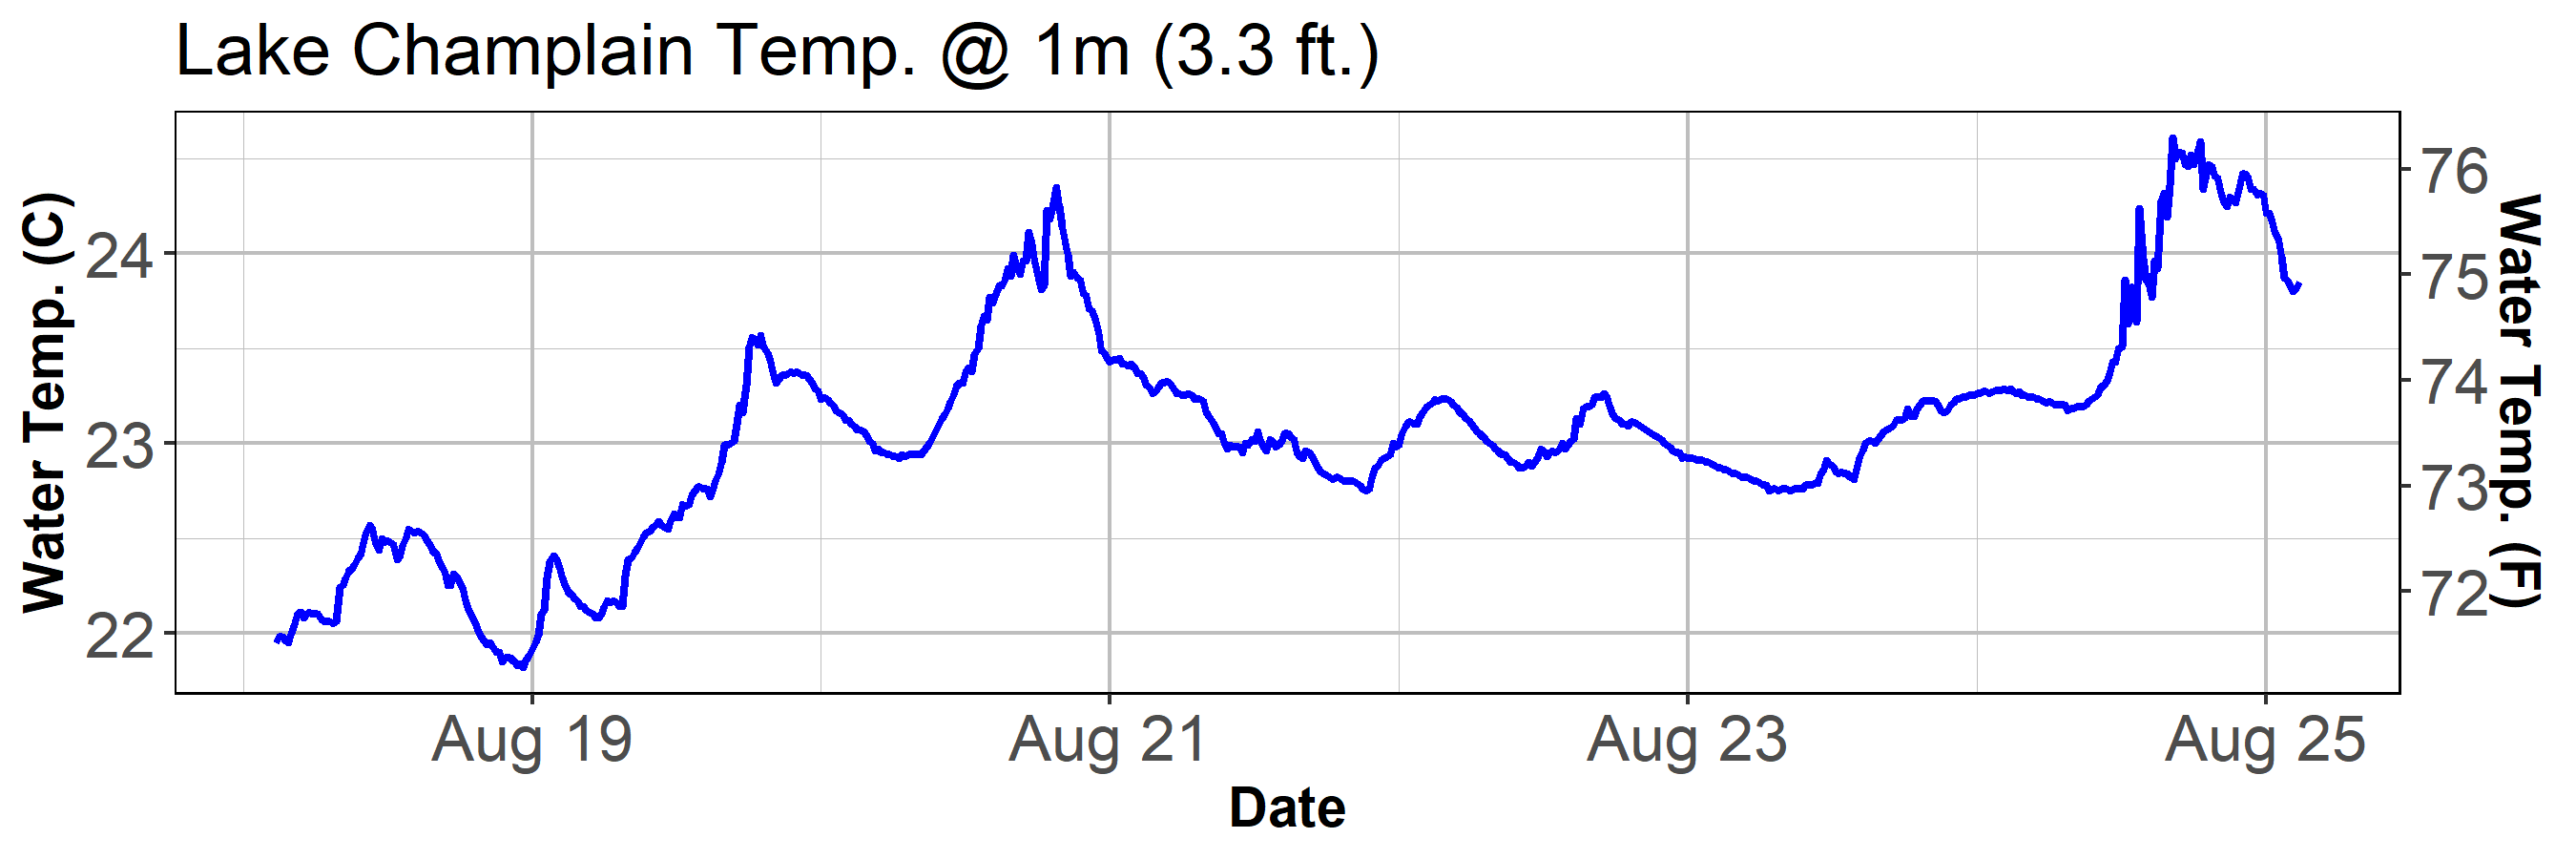 Lake Champlain Temp. @ 1m (3.3 ft.)
Water Temp. (C)
24
23
22
76
75
74
73
72
Water Temp. (F)
Aug 19 Aug 21 Aug 23 Aug 25
Date